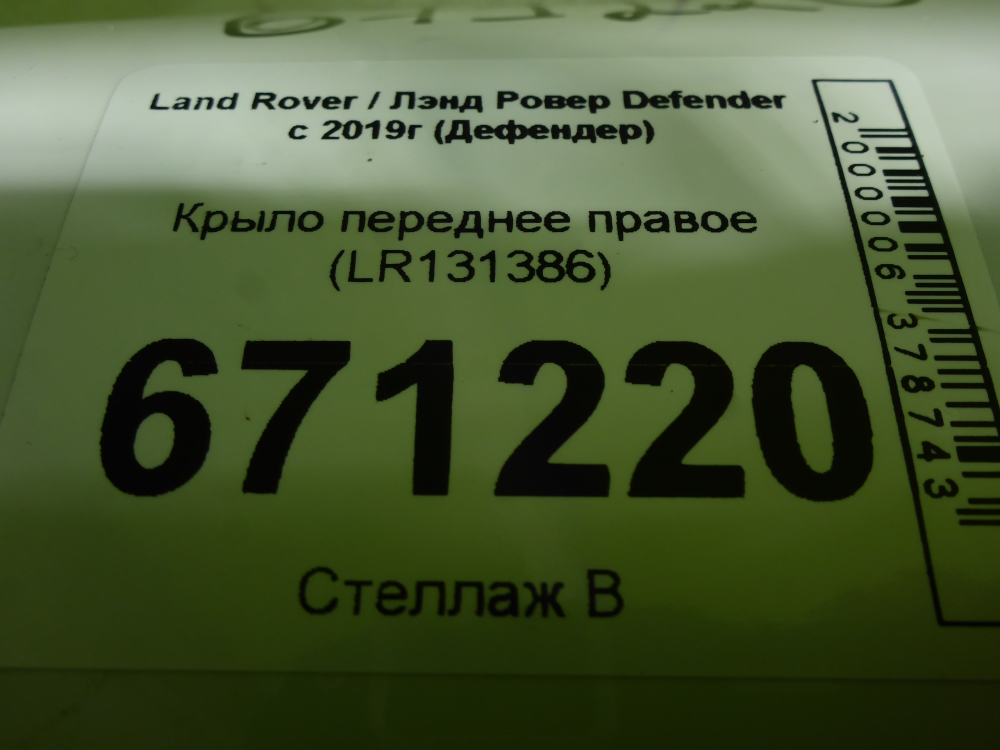 Land Rover / Лэнд Ровер Defender
с 2019г (Дефендер)
Крыло переднее правое
(LR131386)
671220
Стеллаж В
2000006378743